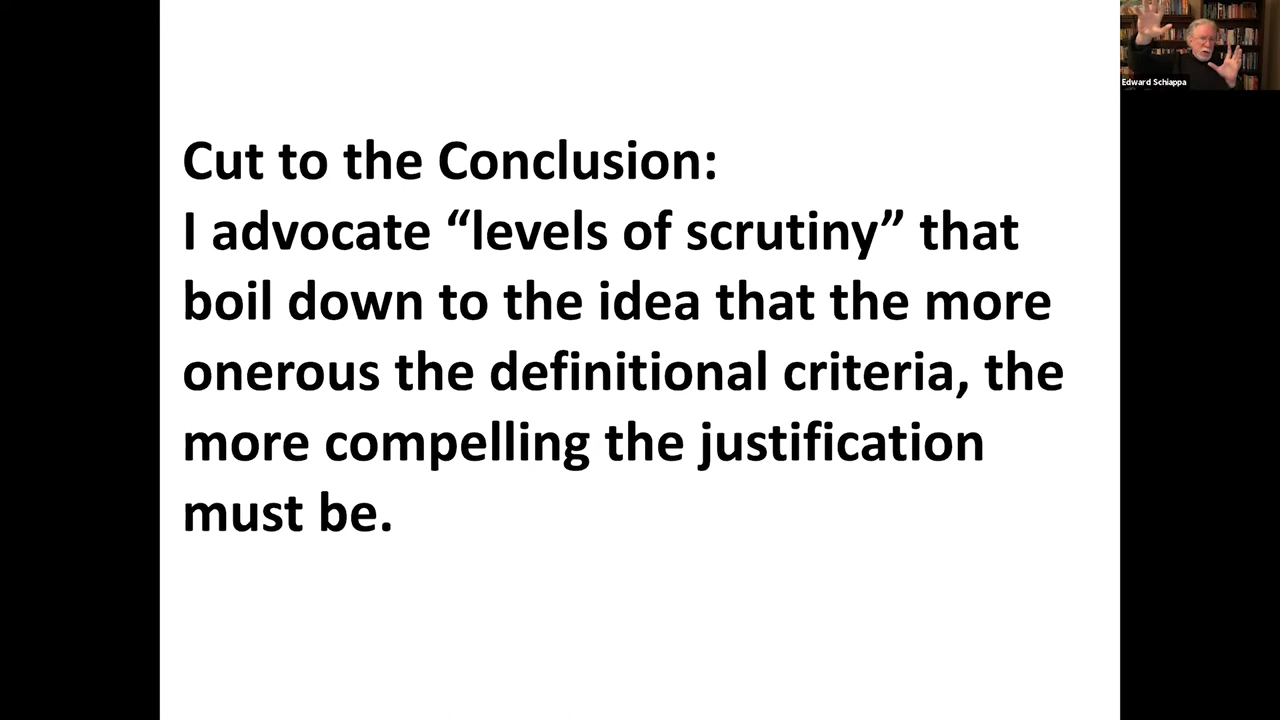 Edward Schiappa
Cut to the Conclusion:
I advocate “levels of scrutiny” that
boil down to the idea that the more
onerous the definitional criteria, the
more compelling the justification
must be.